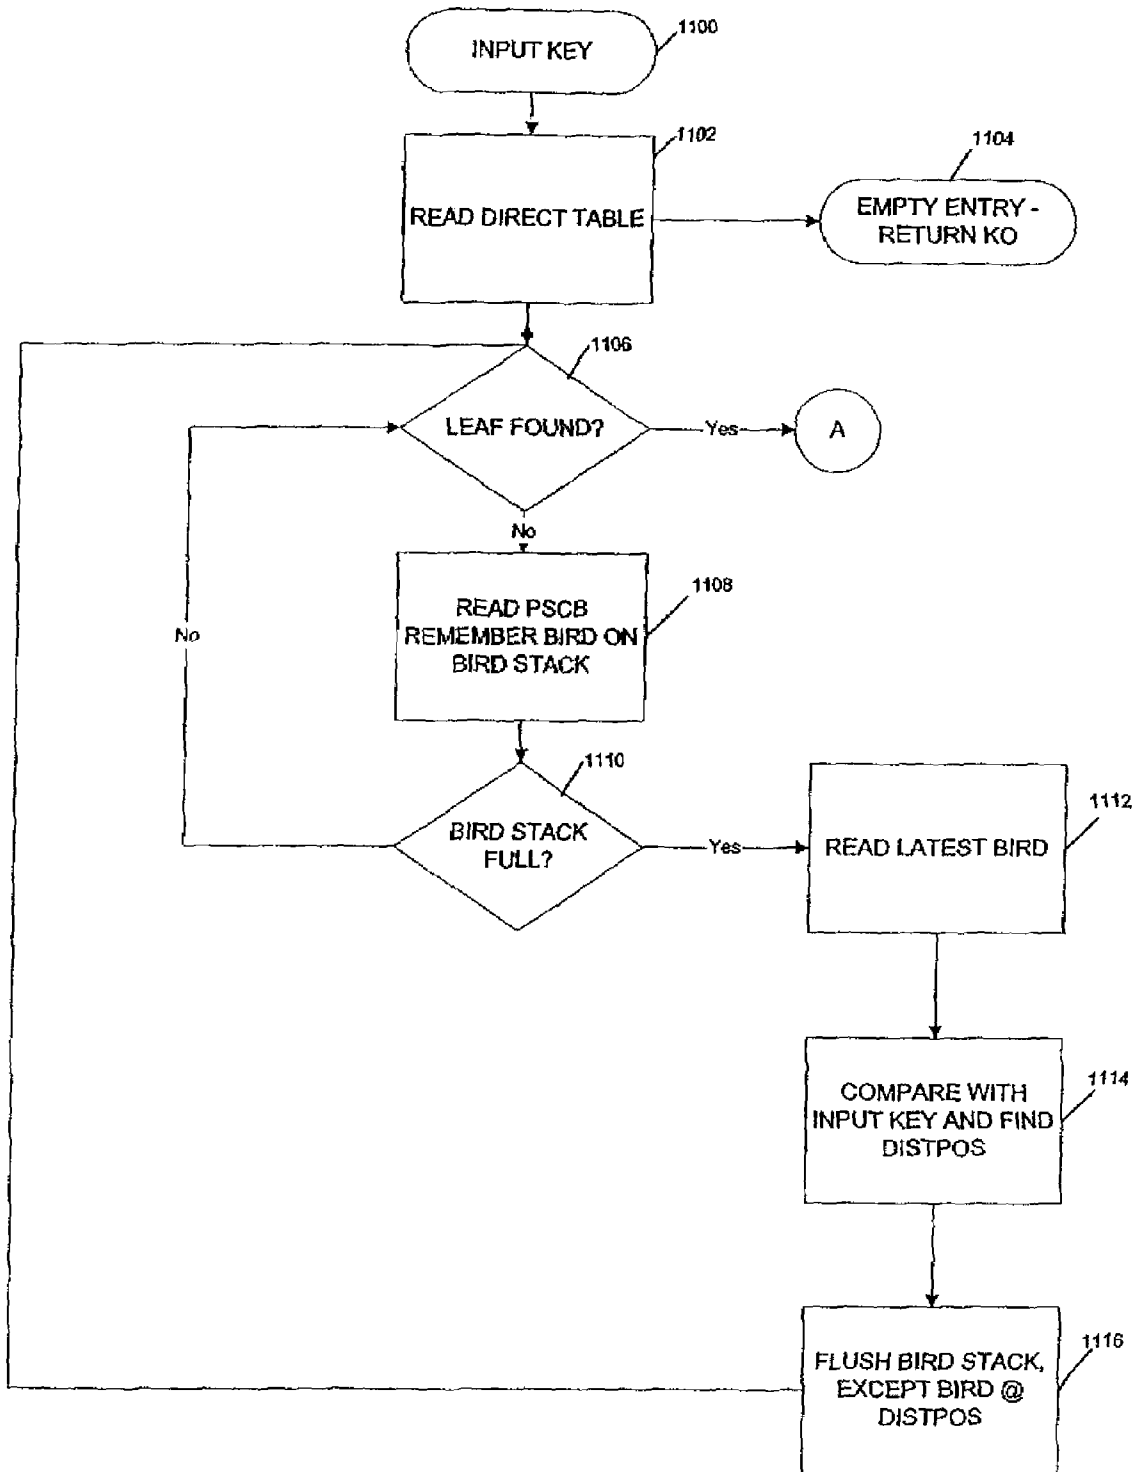 INPUT KEY
1100
1102
READ DIRECT TABLE
1104
EMPTY ENTRY -
RETURN KO
1106
LEAF FOUND?
Yes
A
No
1108
READ PSCB
REMEMBER BIRD ON
BIRD STACK
No
1110
BIRD STACK
FULL?
Yes
1112
READ LATEST BIRD
1114
COMPARE WITH
INPUT KEY AND FIND
DISTPOS
1116
FLUSH BIRD STACK,
EXCEPT BIRD @
DISTPOS